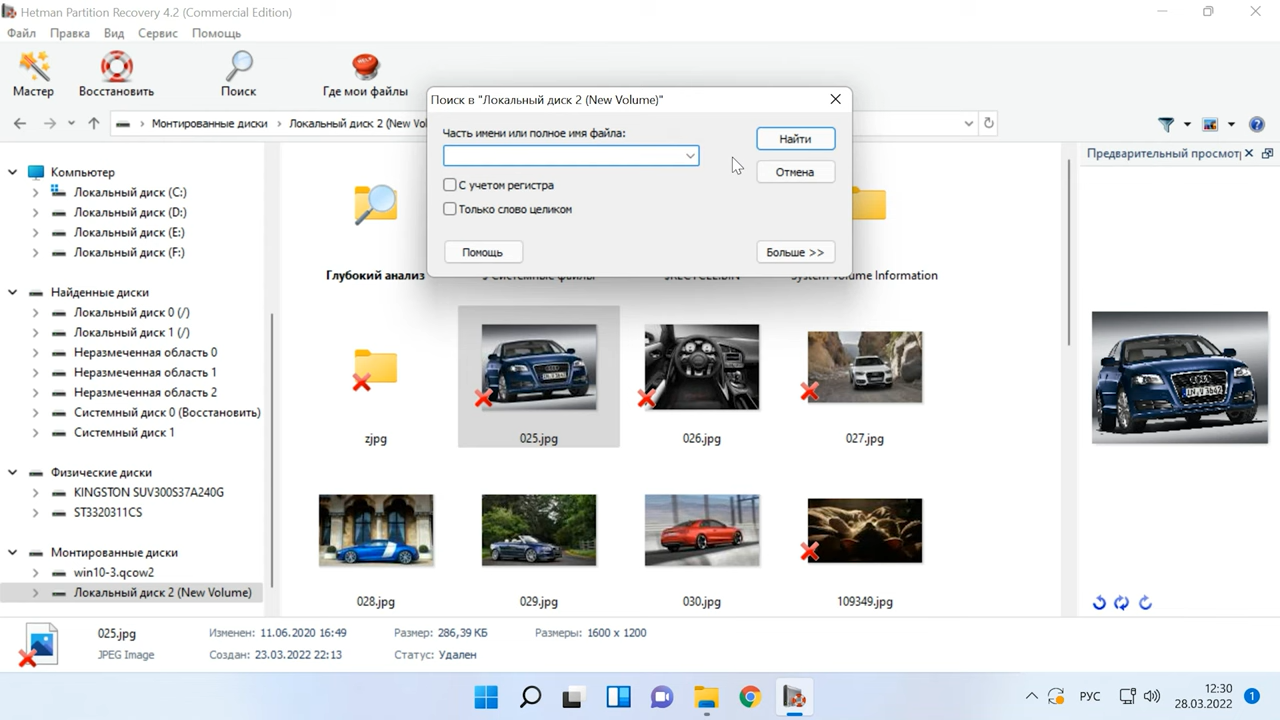 Hetman Partition Recovery 4.2 (Commercial Edition)
Файл Правка Вид Сервис Помощь
Мастер Восстановить Поиск Где мои файлы
Монтированные диски Локальный диск 2 (New Vo
Предварительный просмотр
Поиск в "Локальный диск 2 (New Volume)"
Часть имени или полное имя файла:
Найти
Отмена
С учетом регистра
Только слово целиком
Помощь
Больше >>
Компьютер
Локальный диск (C:)
Локальный диск (D:)
Локальный диск (E:)
Локальный диск (F:)
Найденные диски
Локальный диск 0 (/)
Локальный диск 1 (/)
Неразмеченная область 0
Неразмеченная область 1
Неразмеченная область 2
Системный диск 0 (Восстановить)
Системный диск 1
Физические диски
KINGSTON SUV300S37A240G
ST3320311CS
Монтированные диски
win10-3.qcow2
Локальный диск 2 (New Volume)
Глубокий анализ
Системные файлы
System Volume Information
zjpg 025.jpg 026.jpg 027.jpg
028.jpg 029.jpg 030.jpg 109349.jpg
025.jpg Изменен: 11.06.2020 16:49 Размер: 286,39 КБ Размеры: 1600 x 1200
JPEG Image Создан: 23.03.2022 22:13 Статус: Удален
РУС
12:30
28.03.2022
1